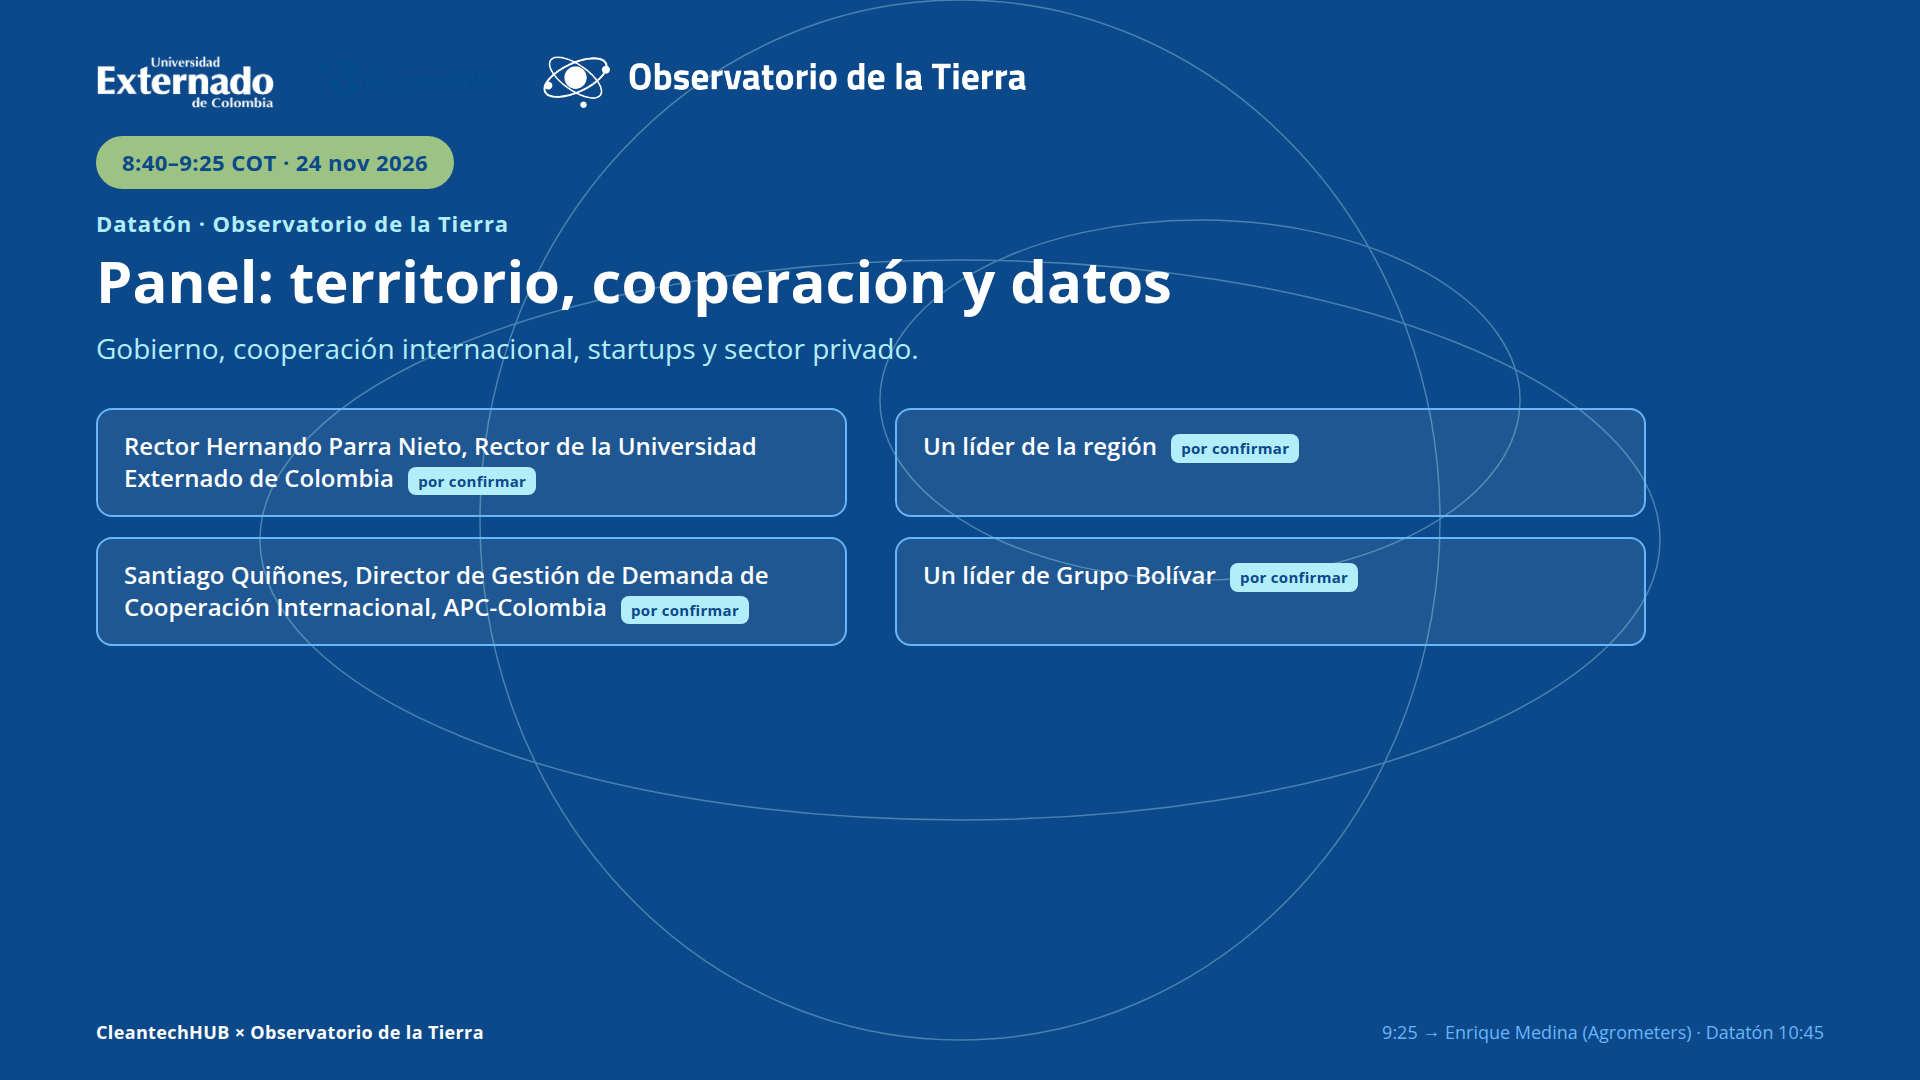 Universidad
Externado
de Colombia
Observatorio de la Tierra
8:40–9:25 COT · 24 nov 2026
Datatón · Observatorio de la Tierra
Panel: territorio, cooperación y datos
Gobierno, cooperación internacional, startups y sector privado.
Rector Hernando Parra Nieto, Rector de la Universidad
Externado de Colombia por confirmar
Un líder de la región por confirmar
Santiago Quiñones, Director de Gestión de Demanda de
Cooperación Internacional, APC-Colombia por confirmar
Un líder de Grupo Bolívar por confirmar
CleantechHUB × Observatorio de la Tierra
9:25 → Enrique Medina (Agrometers) · Datatón 10:45